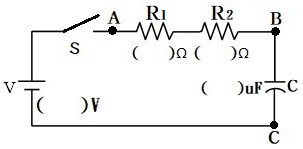 A R₁ R₂ B
S ( )Ω ( )Ω
V ( )V ( )uF C
C